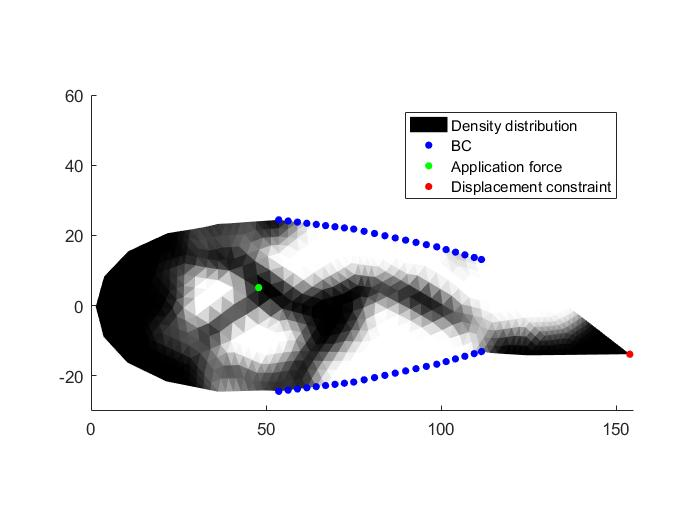 60
40
20
0
-20
0
50
100
150
Density distribution
BC
Application force
Displacement constraint